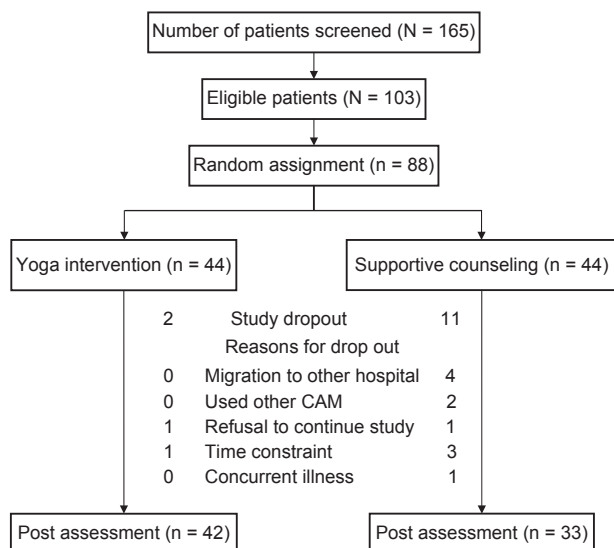 Number of patients screened (N = 165)
Eligible patients (N = 103)
Random assignment (n = 88)
Yoga intervention (n = 44) Supportive counseling (n = 44)
2 Study dropout 11
Reasons for drop out
0 Migration to other hospital 4
0 Used other CAM 2
1 Refusal to continue study 1
1 Time constraint 3
0 Concurrent illness 1
Post assessment (n = 42) Post assessment (n = 33)